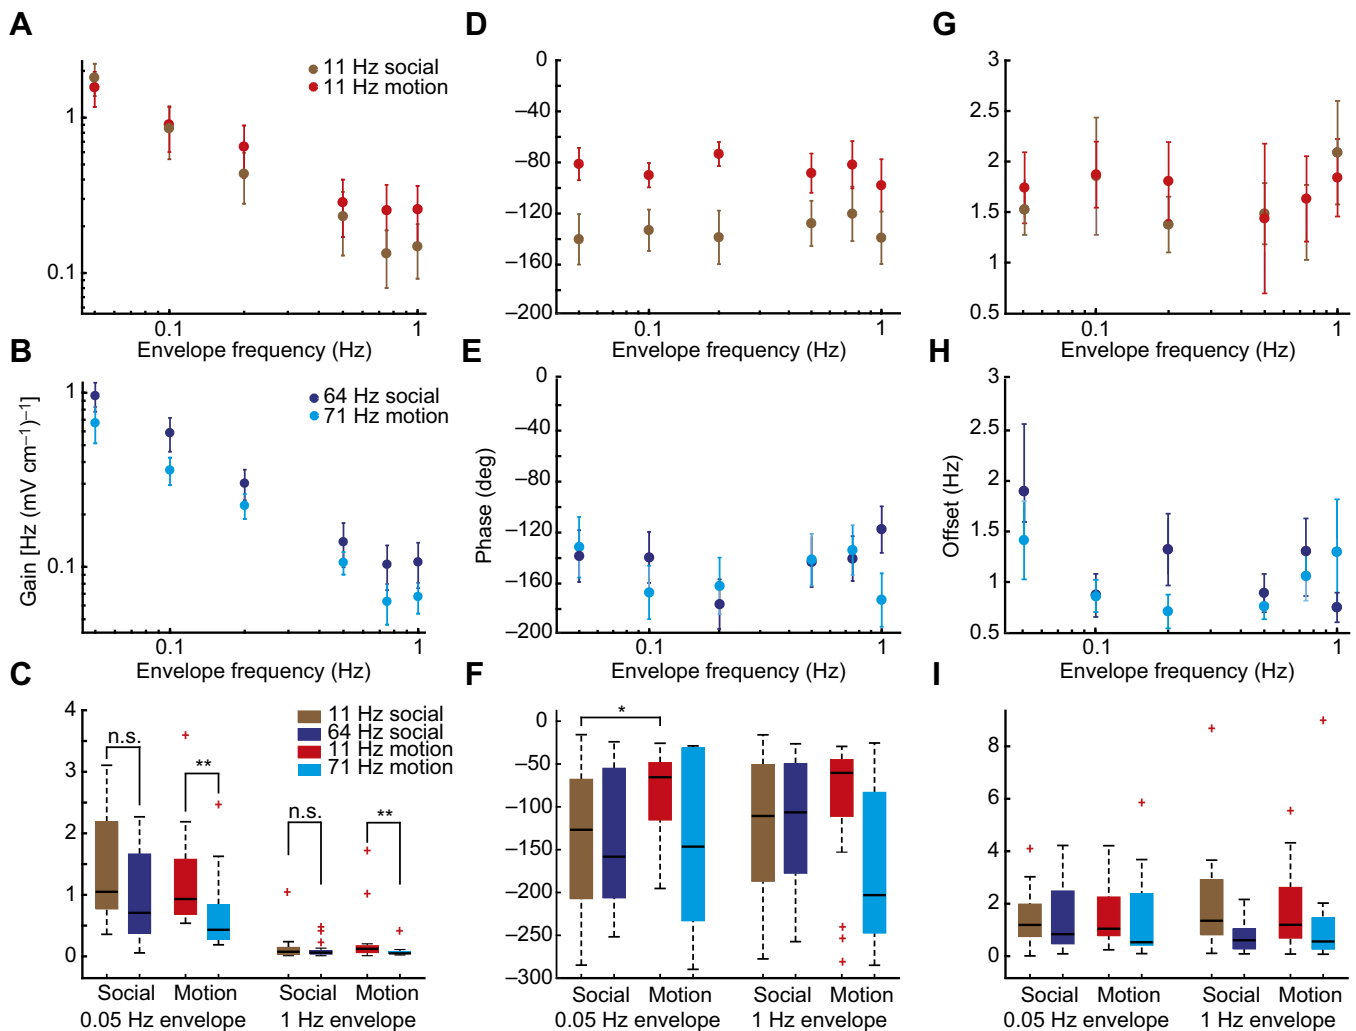 A
11 Hz social
11 Hz motion
1
0.1
0.1
1
Envelope frequency (Hz)
D
0
–40
–80
–120
–160
–200
0.1
1
Envelope frequency (Hz)
G
3
2.5
2
1.5
1
0.5
0.1
1
Envelope frequency (Hz)
B
64 Hz social
71 Hz motion
1
0.1
Gain [Hz (mV cm–1)–1]
0.1
1
Envelope frequency (Hz)
E
0
–40
–80
–120
–160
–200
Phase (deg)
0.1
1
Envelope frequency (Hz)
H
3
2.5
2
1.5
1
0.5
Offset (Hz)
0.1
1
Envelope frequency (Hz)
C
4
3
2
1
0
11 Hz social
64 Hz social
11 Hz motion
71 Hz motion
n.s.
**
n.s.
**
Social Motion Social Motion
0.05 Hz envelope 1 Hz envelope
F
0
–50
–100
–150
–200
–250
–300
*
Social Motion Social Motion
0.05 Hz envelope 1 Hz envelope
I
8
6
4
2
0
Social Motion Social Motion
0.05 Hz envelope 1 Hz envelope